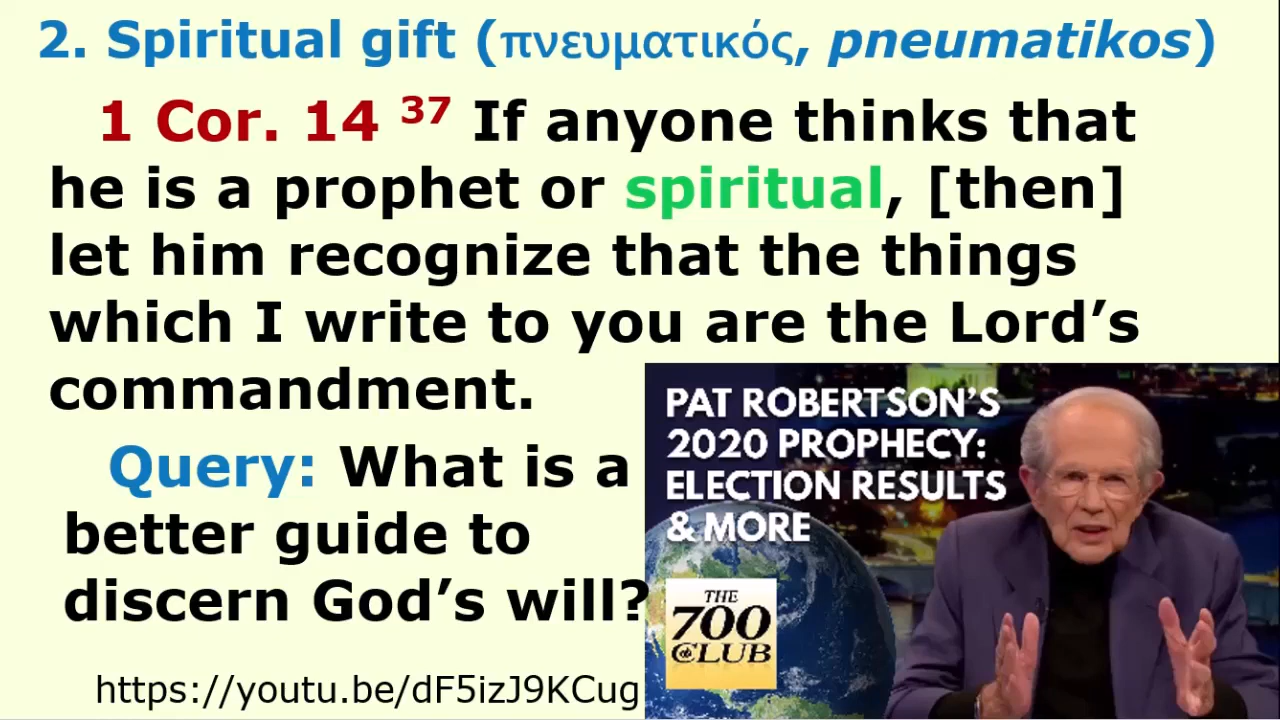 2. Spiritual gift (πνευματικός, pneumatikos)
1 Cor. 14 37 If anyone thinks that
he is a prophet or spiritual, [then]
let him recognize that the things
which I write to you are the Lord’s
commandment.
Query: What is a
better guide to
discern God’s will?
https://youtu.be/dF5izJ9KCug
PAT ROBERTSON’S
2020 PROPHECY:
ELECTION RESULTS
& MORE
THE
700
CLUB